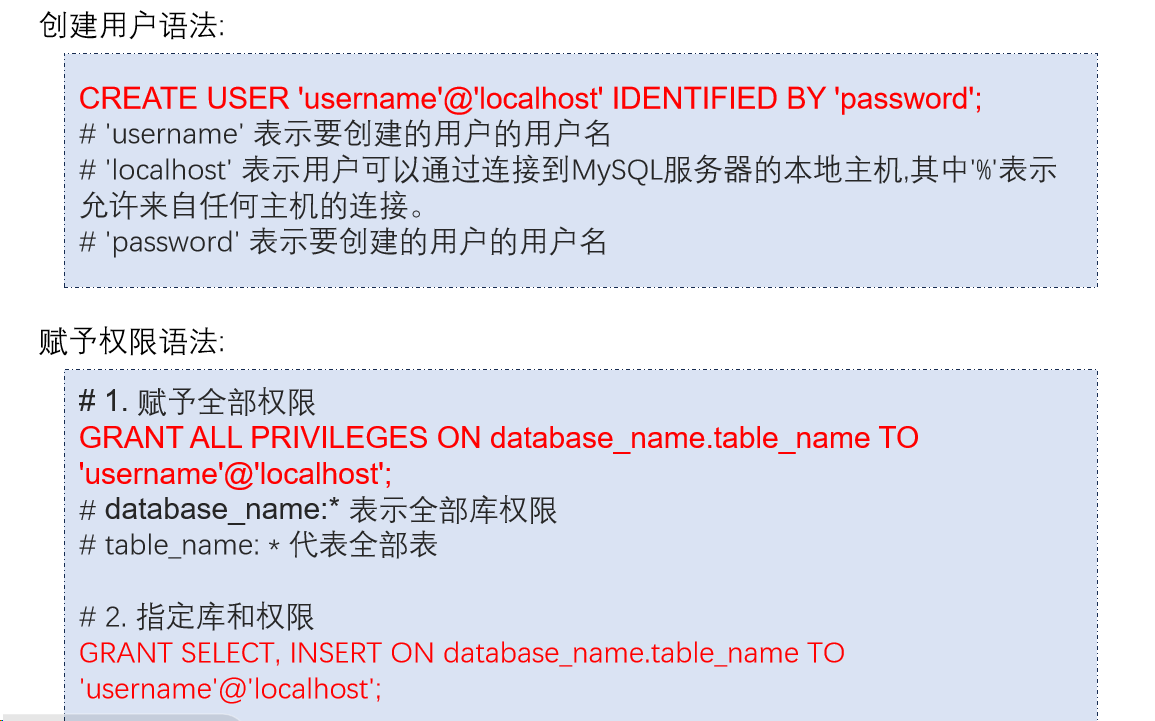 创建用户语法:
CREATE USER 'username'@'localhost' IDENTIFIED BY 'password';
# 'username' 表示要创建的用户的用户名
# 'localhost' 表示用户可以通过连接到MySQL服务器的本地主机,其中'%'表示
允许来自任何主机的连接。
# 'password' 表示要创建的用户的用户名
赋予权限语法:
# 1. 赋予全部权限
GRANT ALL PRIVILEGES ON database_name.table_name TO
'username'@'localhost';
# database_name:* 表示全部库权限
# table_name: * 代表全部表
# 2. 指定库和权限
GRANT SELECT, INSERT ON database_name.table_name TO
'username'@'localhost';